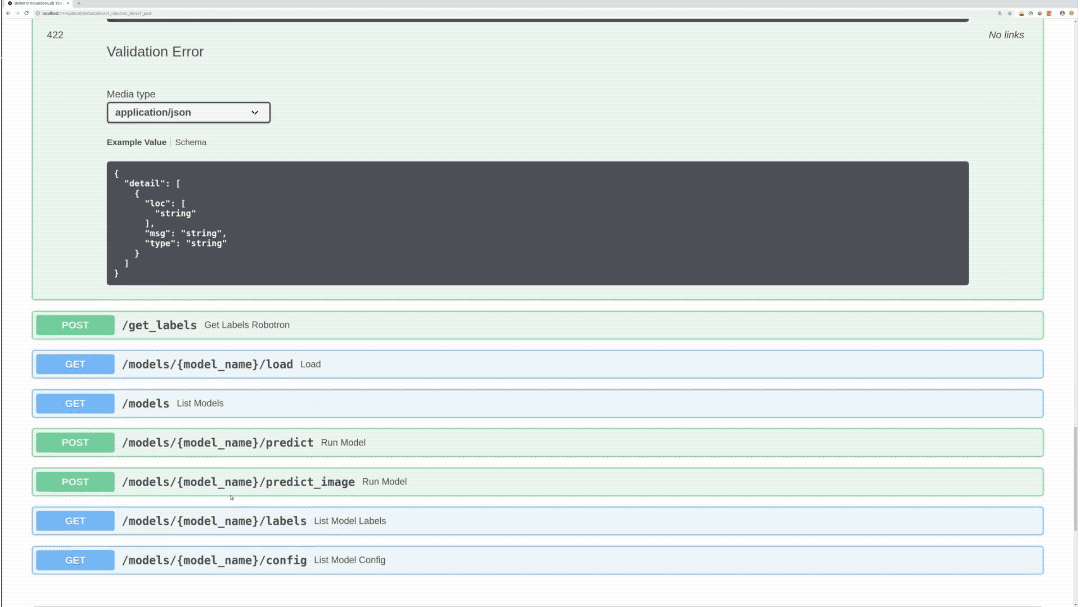 422
Validation Error
No links
Media type
application/json
Example Value
Schema
{
  "detail": [
    {
      "loc": [
        "string"
      ],
      "msg": "string",
      "type": "string"
    }
  ]
}
POST /get_labels Get Labels Robotron
GET /models/{model_name}/load Load
GET /models List Models
POST /models/{model_name}/predict Run Model
POST /models/{model_name}/predict_image Run Model
GET /models/{model_name}/labels List Model Labels
GET /models/{model_name}/config List Model Config